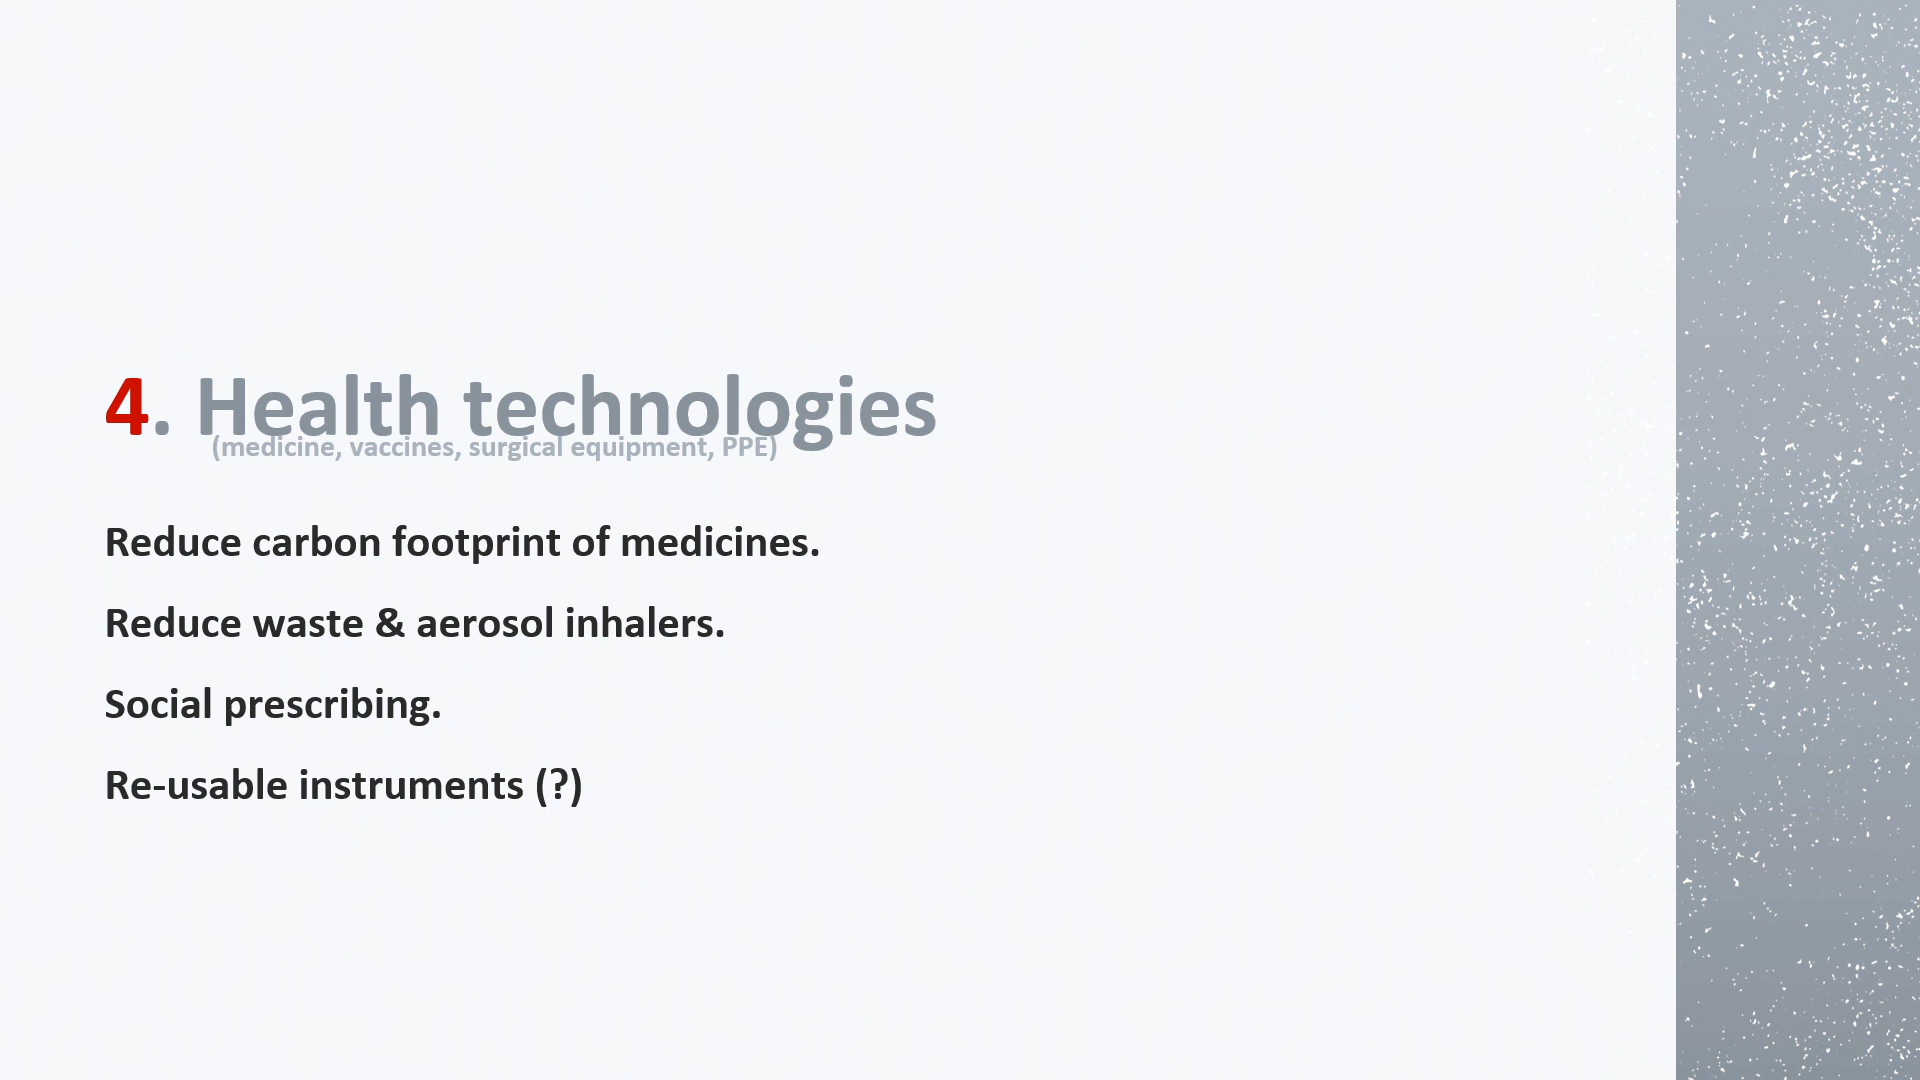 4. Health technologies
(medicine, vaccines, surgical equipment, PPE)
Reduce carbon footprint of medicines.
Reduce waste & aerosol inhalers.
Social prescribing.
Re-usable instruments (?)